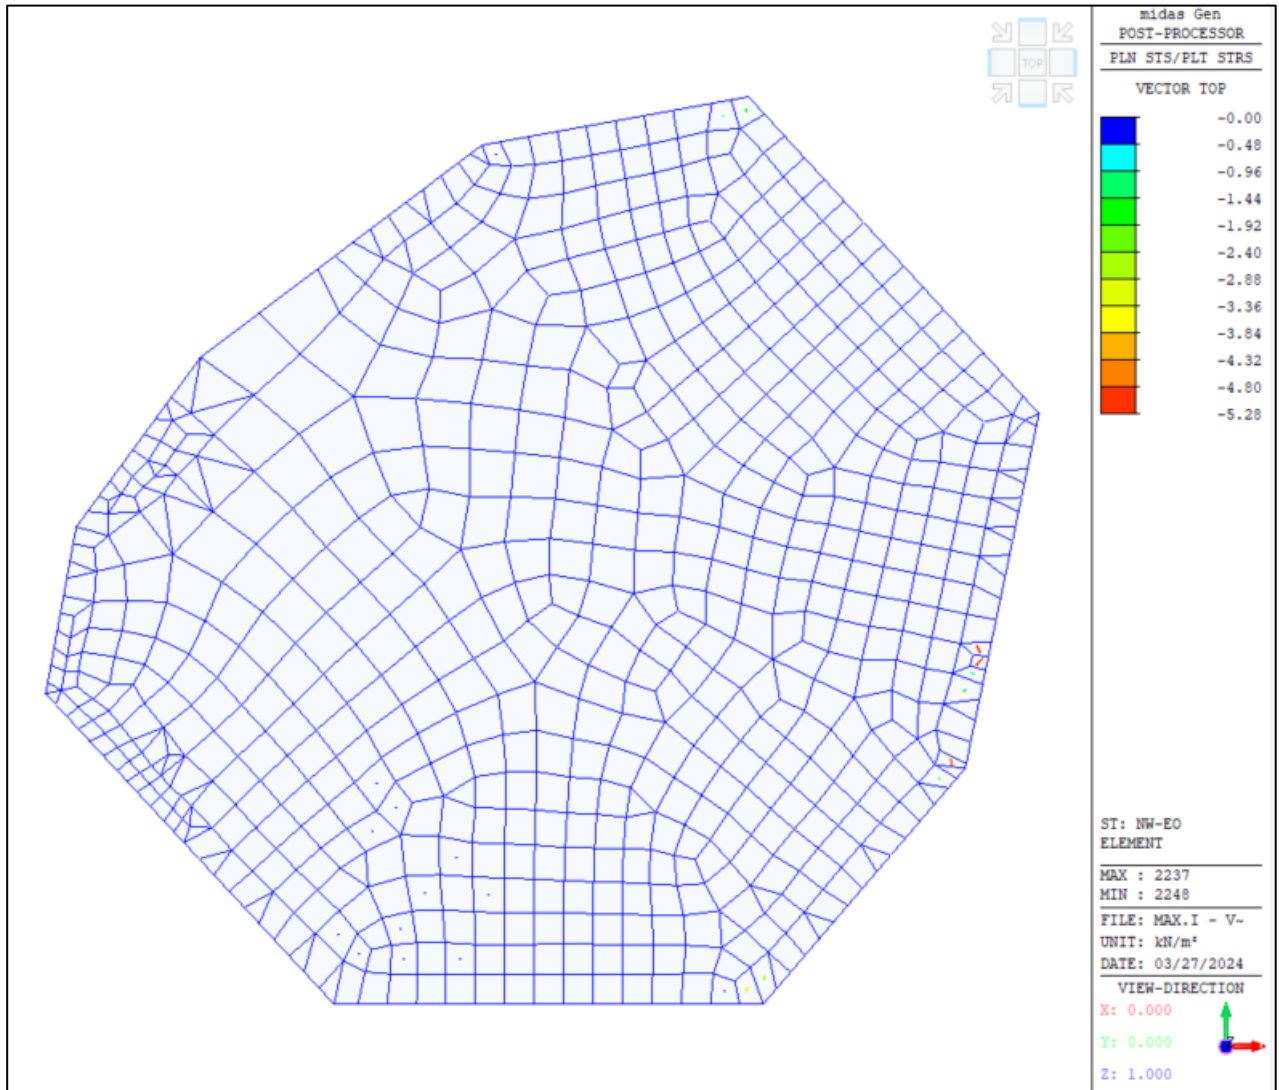 TOP
midas Gen
POST-PROCESSOR
PLN STS/PLT STRS
VECTOR TOP
-0.00
-0.48
-0.96
-1.44
-1.92
-2.40
-2.88
-3.36
-3.84
-4.32
-4.80
-5.28
ST: NW-EO
ELEMENT
MAX : 2237
MIN : 2248
FILE: MAX.I - V~
UNIT: kN/m²
DATE: 03/27/2024
VIEW-DIRECTION
X: 0.000
Y: 0.000
Z: 1.000